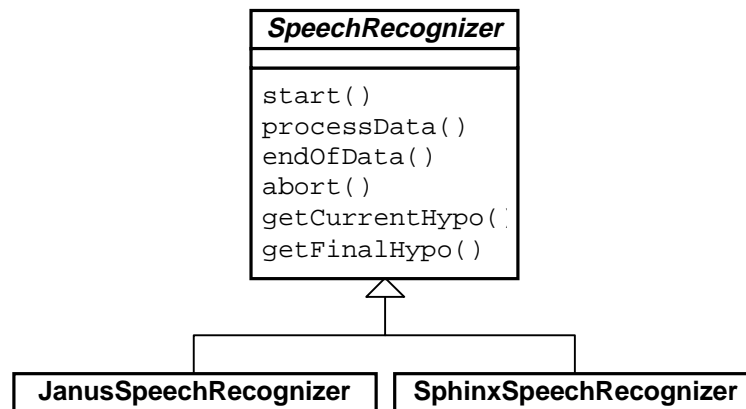 SpeechRecognizer
start()
processData()
endOfData()
abort()
getCurrentHypo()
getFinalHypo()
JanusSpeechRecognizer
SphinxSpeechRecognizer